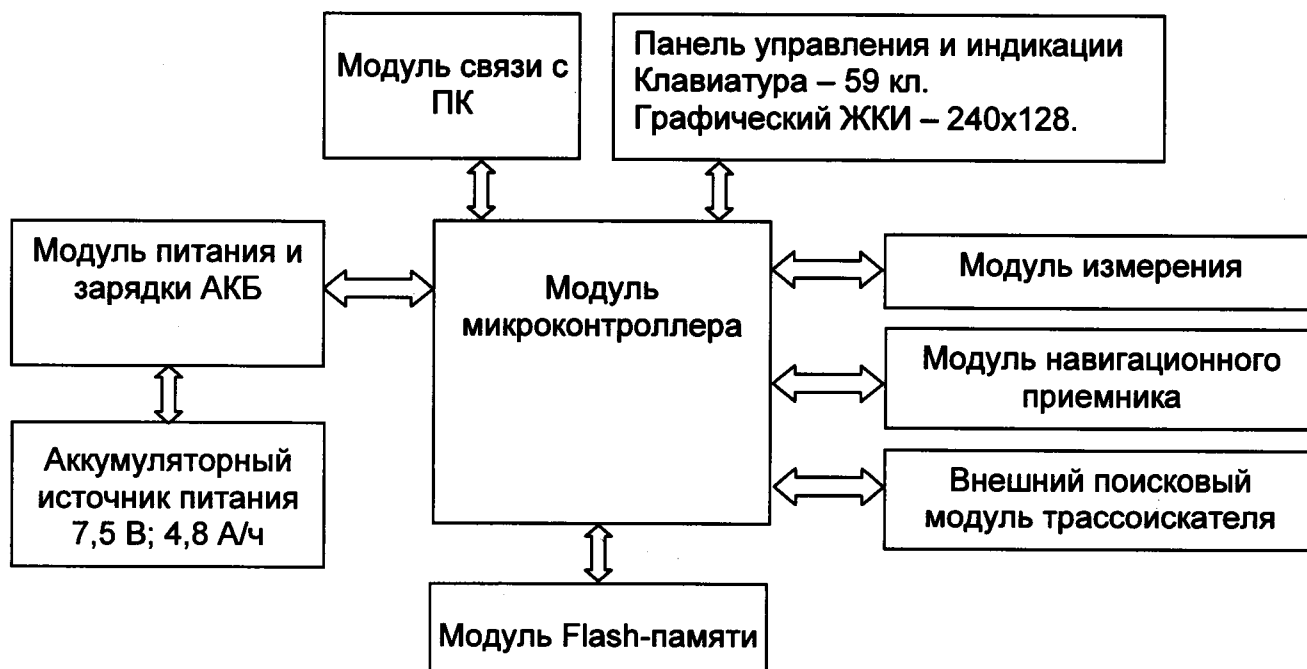 Модуль связи с
ПК
Панель управления и индикации
Клавиатура – 59 кл.
Графический ЖКИ – 240x128.
Модуль питания и
зарядки АКБ
Модуль
микроконтроллера
Модуль измерения
Модуль навигационного
приемника
Аккумуляторный
источник питания
7,5 В; 4,8 А/ч
Внешний поисковый
модуль трассоискателя
Модуль Flash-памяти